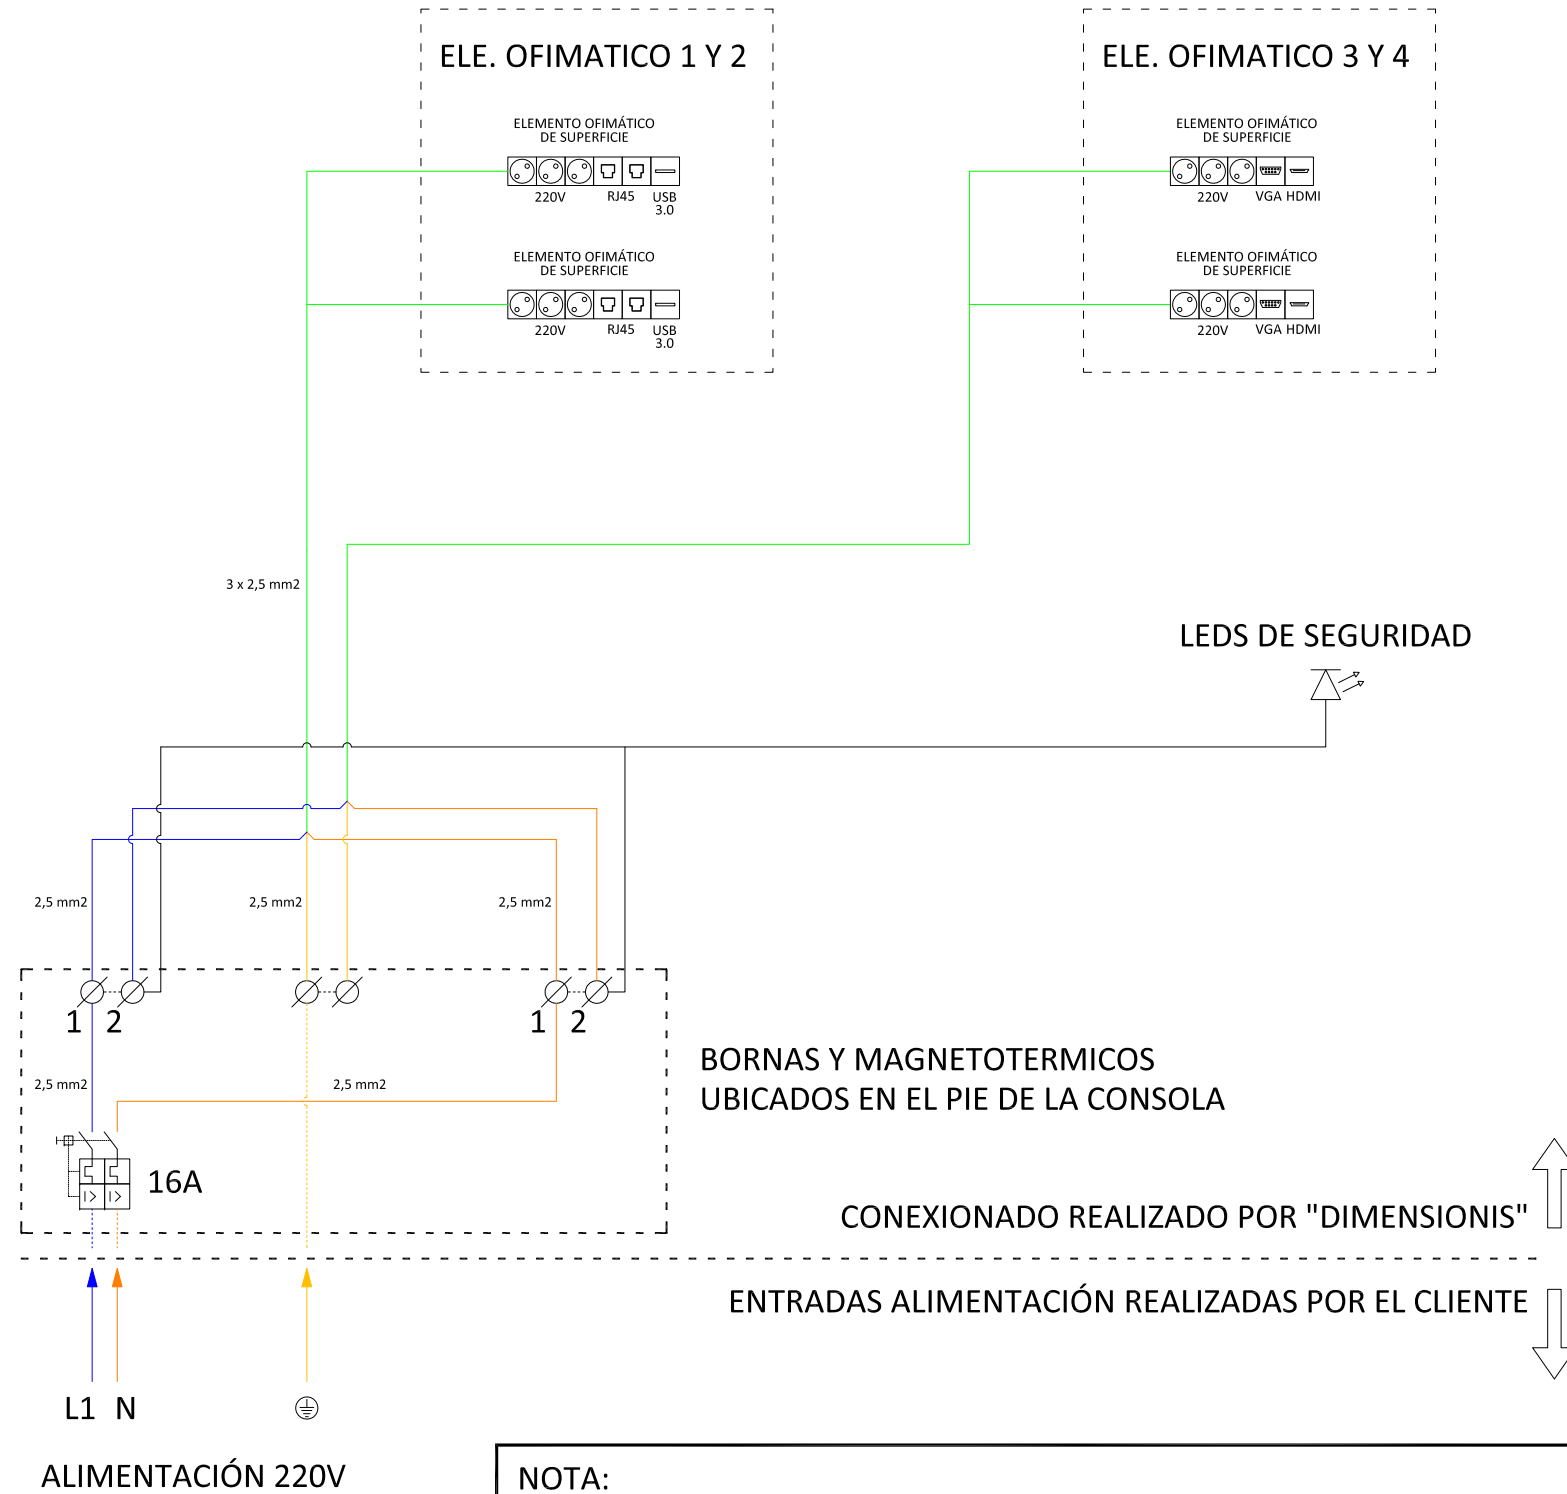 ELE. OFIMATICO 1 Y 2
ELEMENTO OFIMÁTICO
DE SUPERFICIE
220V RJ45 USB
3.0
ELEMENTO OFIMÁTICO
DE SUPERFICIE
220V RJ45 USB
3.0
ELE. OFIMATICO 3 Y 4
ELEMENTO OFIMÁTICO
DE SUPERFICIE
220V VGA HDMI
ELEMENTO OFIMÁTICO
DE SUPERFICIE
220V VGA HDMI
3 x 2,5 mm2
LEDS DE SEGURIDAD
2,5 mm2 2,5 mm2 2,5 mm2
1 2 1 2
2,5 mm2 2,5 mm2
16A
BORNAS Y MAGNETOTERMICOS
UBICADOS EN EL PIE DE LA CONSOLA
CONEXIONADO REALIZADO POR "DIMENSIONIS"
ENTRADAS ALIMENTACIÓN REALIZADAS POR EL CLIENTE
L1 N
ALIMENTACIÓN 220V
NOTA: